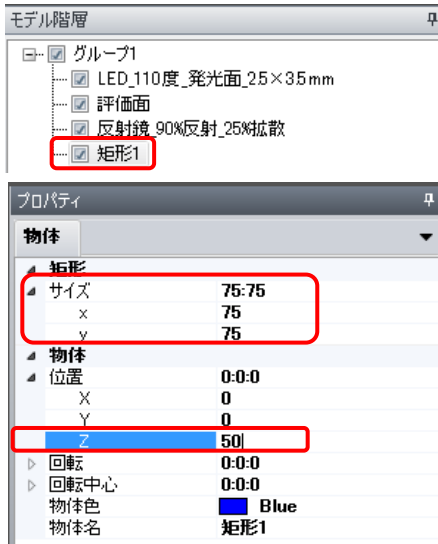 モデル階層
グループ1
LED_110度_発光面_2.5×3.5mm
評価面
反射鏡_90%反射_25%拡散
矩形1
プロパティ
物体
矩形
サイズ 75:75
x 75
y 75
物体
位置 0:0:0
X 0
Y 0
Z 50
回転 0:0:0
回転中心 0:0:0
物体色 Blue
物体名 矩形1